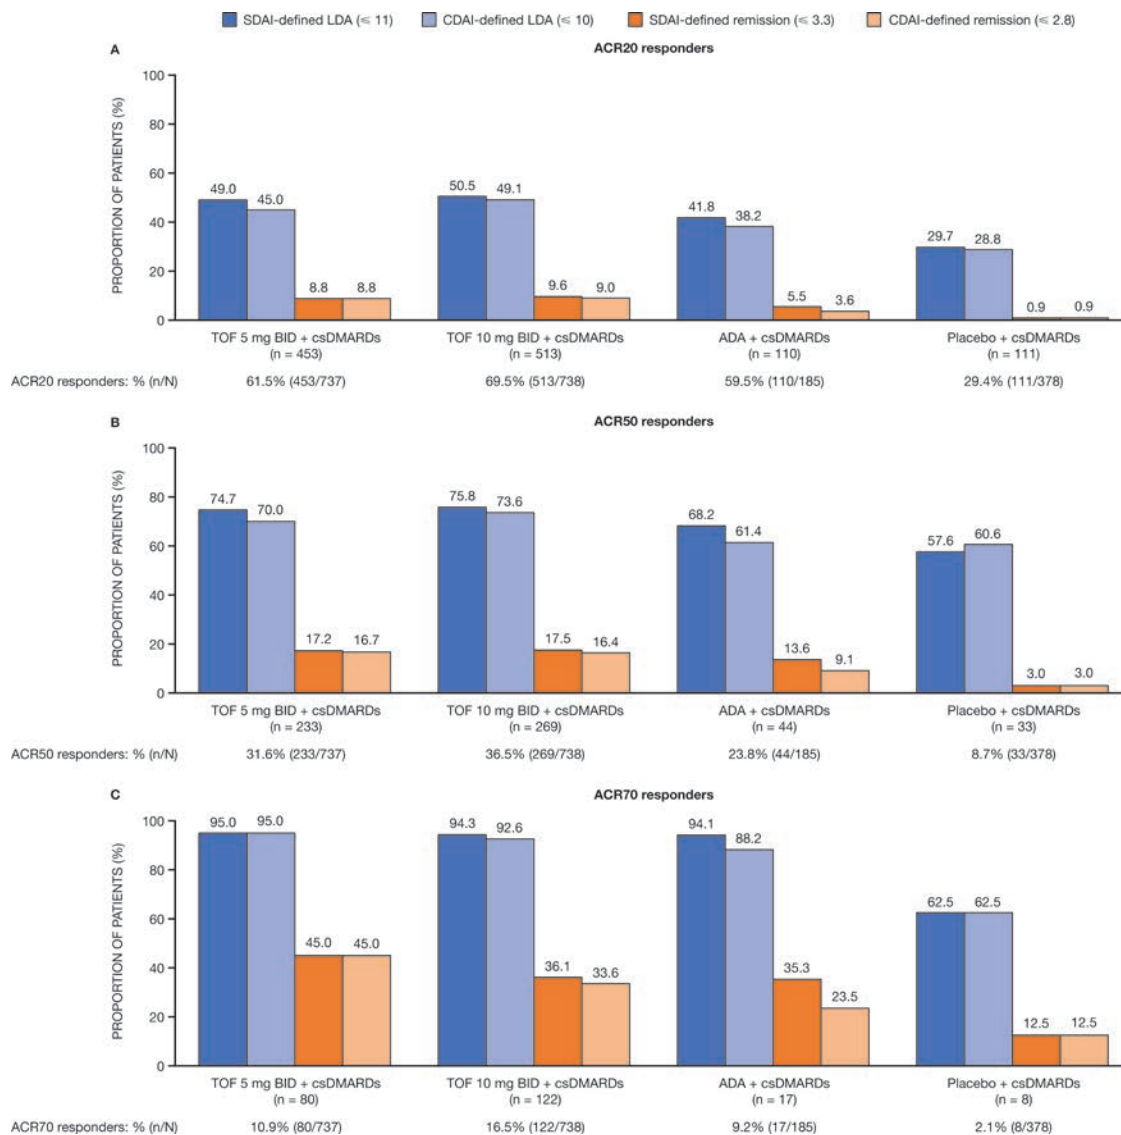 SDAI-defined LDA (⩽ 11) CDAI-defined LDA (⩽ 10) SDAI-defined remission (⩽ 3.3) CDAI-defined remission (⩽ 2.8)
A ACR20 responders
PROPORTION OF PATIENTS (%)
100
80
60
40
20
0
49.0 45.0 8.8 8.8
50.5 49.1 9.6 9.0
41.8 38.2 5.5 3.6
29.7 28.8 0.9 0.9
TOF 5 mg BID + csDMARDs TOF 10 mg BID + csDMARDs ADA + csDMARDs Placebo + csDMARDs
(n = 453) (n = 513) (n = 110) (n = 111)
ACR20 responders: % (n/N) 61.5% (453/737) 69.5% (513/738) 59.5% (110/185) 29.4% (111/378)
B ACR50 responders
PROPORTION OF PATIENTS (%)
100
80
60
40
20
0
74.7 70.0 17.2 16.7
75.8 73.6 17.5 16.4
68.2 61.4 13.6 9.1
57.6 60.6 3.0 3.0
TOF 5 mg BID + csDMARDs TOF 10 mg BID + csDMARDs ADA + csDMARDs Placebo + csDMARDs
(n = 233) (n = 269) (n = 44) (n = 33)
ACR50 responders: % (n/N) 31.6% (233/737) 36.5% (269/738) 23.8% (44/185) 8.7% (33/378)
C ACR70 responders
PROPORTION OF PATIENTS (%)
100
80
60
40
20
0
95.0 95.0 45.0 45.0
94.3 92.6 36.1 33.6
94.1 88.2 35.3 23.5
62.5 62.5 12.5 12.5
TOF 5 mg BID + csDMARDs TOF 10 mg BID + csDMARDs ADA + csDMARDs Placebo + csDMARDs
(n = 80) (n = 122) (n = 17) (n = 8)
ACR70 responders: % (n/N) 10.9% (80/737) 16.5% (122/738) 9.2% (17/185) 2.1% (8/378)